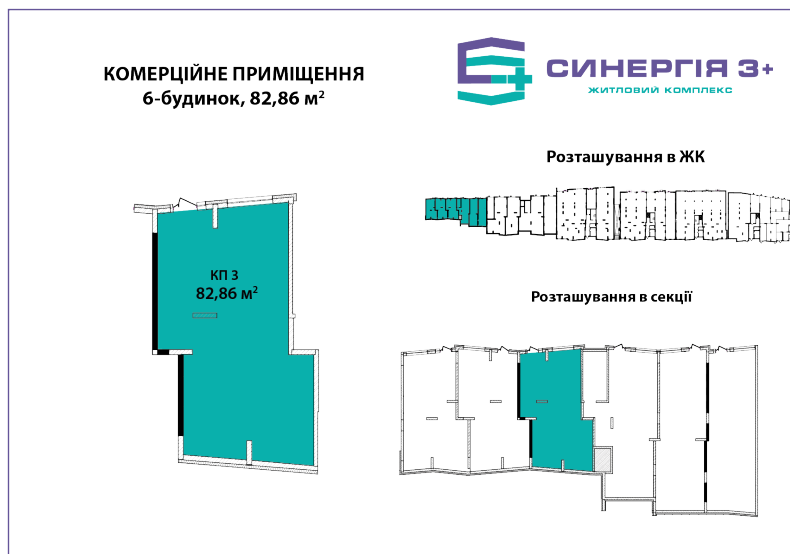 КОМЕРЦІЙНЕ ПРИМІЩЕННЯ
6-будинок, 82,86 м²
СИНЕРГІЯ 3+
ЖИТЛОВИЙ КОМПЛЕКС
Розташування в ЖК
КП 3
82,86 м²
Розташування в секції